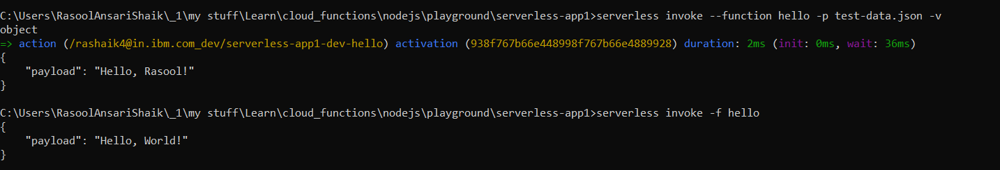 C:\Users\RasoolAnsariShaik\_1\my stuff\Learn\cloud_functions\nodejs\playground\serverless-app1>serverless invoke --function hello -p test-data.json -v
object
=> action (/rashaik4@in.ibm.com_dev/serverless-app1-dev-hello) activation (938f767b66e448998f767b66e4889928) duration: 2ms (init: 0ms, wait: 36ms)
{
    "payload": "Hello, Rasool!"
}
C:\Users\RasoolAnsariShaik\_1\my stuff\Learn\cloud_functions\nodejs\playground\serverless-app1>serverless invoke -f hello
{
    "payload": "Hello, World!"
}